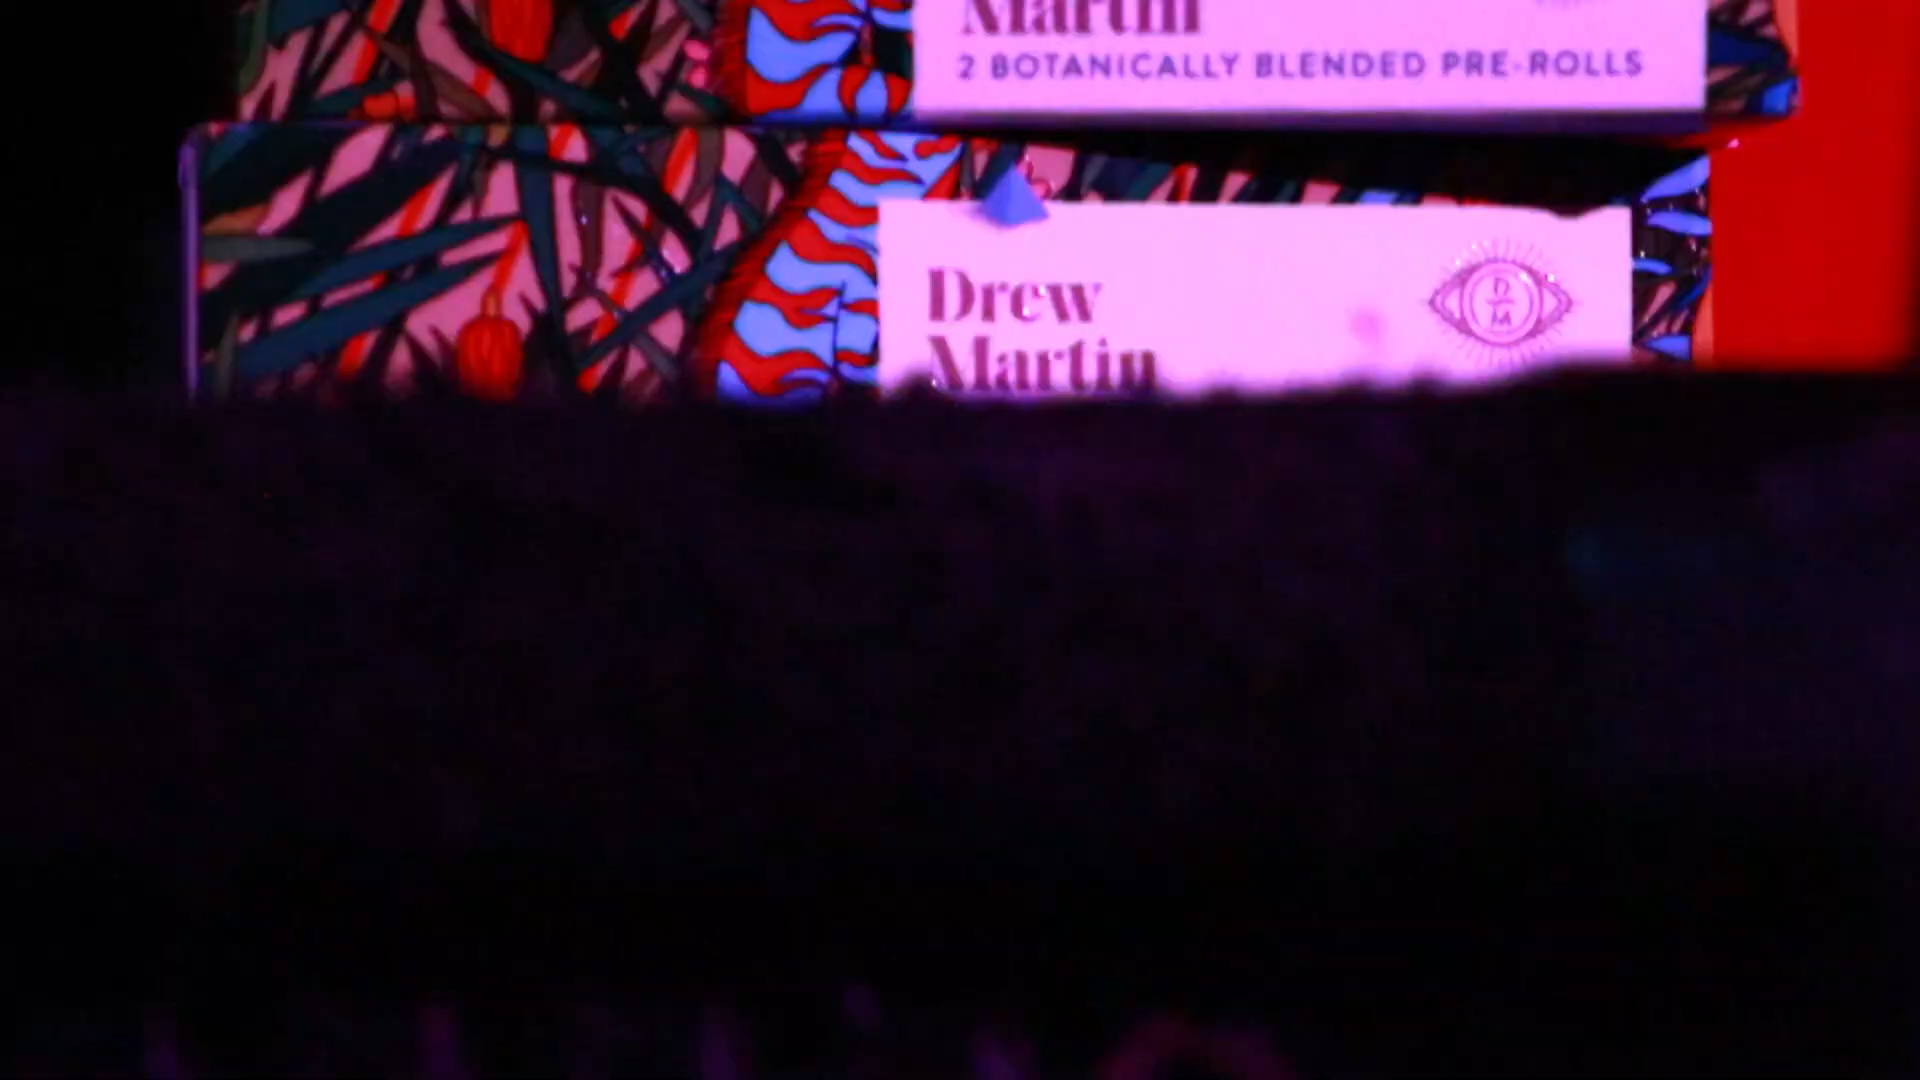 Martin
2 BOTANICALLY BLENDED PRE-ROLLS
Drew
Martin
D
M